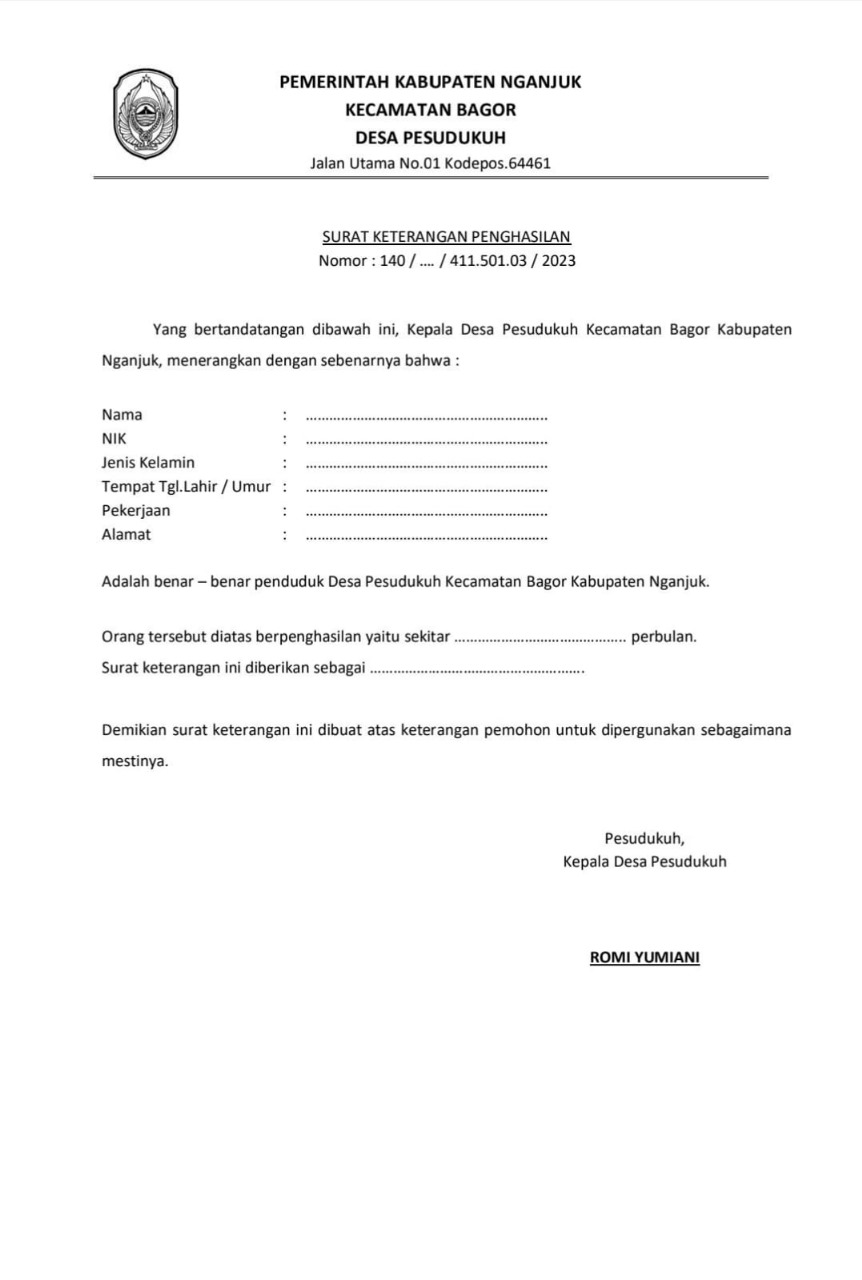 PEMERINTAH KABUPATEN NGANJUK
KECAMATAN BAGOR
DESA PESUDUKUH
Jalan Utama No.01 Kodepos.64461
SURAT KETERANGAN PENGHASILAN
Nomor : 140 / .... / 411.501.03 / 2023
Yang bertandatangan dibawah ini, Kepala Desa Pesudukuh Kecamatan Bagor Kabupaten
Nganjuk, menerangkan dengan sebenarnya bahwa :
Nama : ..............................................................
NIK : ..............................................................
Jenis Kelamin : ..............................................................
Tempat Tgl.Lahir / Umur : ..............................................................
Pekerjaan : ..............................................................
Alamat : ..............................................................
Adalah benar – benar penduduk Desa Pesudukuh Kecamatan Bagor Kabupaten Nganjuk.
Orang tersebut diatas berpenghasilan yaitu sekitar ............................................ perbulan.
Surat keterangan ini diberikan sebagai .......................................................
Demikian surat keterangan ini dibuat atas keterangan pemohon untuk dipergunakan sebagaimana
mestinya.
Pesudukuh,
Kepala Desa Pesudukuh
ROMI YUMIANI